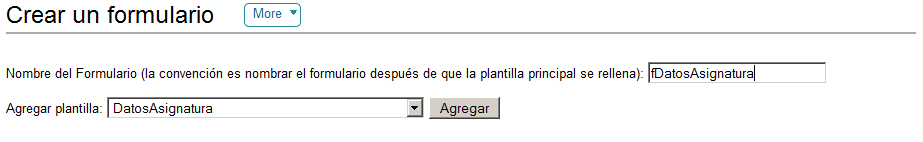 Crear un formulario More
Nombre del Formulario (la convención es nombrar el formulario después de que la plantilla principal se rellena): fDatosAsignatura
Agregar plantilla: DatosAsignatura Agregar